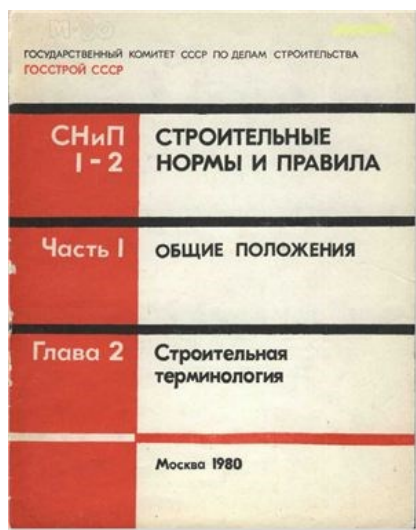 ГОСУДАРСТВЕННЫЙ КОМИТЕТ СССР ПО ДЕЛАМ СТРОИТЕЛЬСТВА
ГОССТРОЙ СССР
СНиП
I-2
СТРОИТЕЛЬНЫЕ
НОРМЫ И ПРАВИЛА
Часть I
ОБЩИЕ ПОЛОЖЕНИЯ
Глава 2
Строительная
терминология
Москва 1980